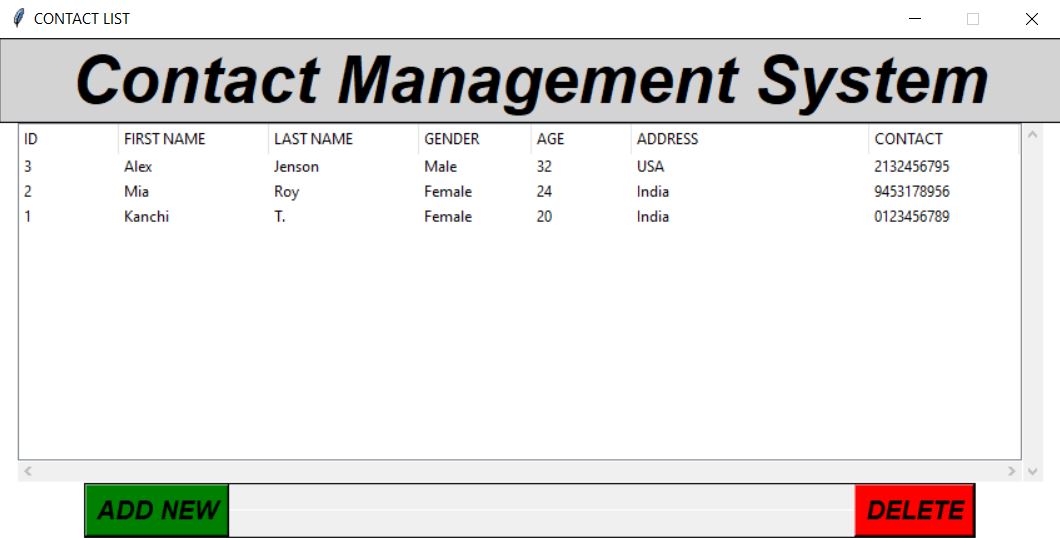 CONTACT LIST
Contact Management System
ID FIRST NAME LAST NAME GENDER AGE ADDRESS CONTACT
3 Alex Jenson Male 32 USA 2132456795
2 Mia Roy Female 24 India 9453178956
1 Kanchi T. Female 20 India 0123456789
ADD NEW DELETE